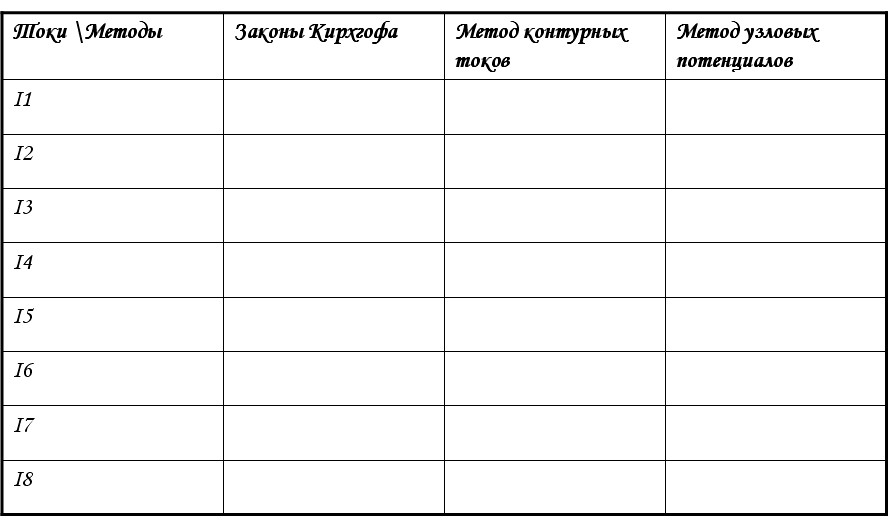 Токи \Методы
Законы Кирхгофа
Метод контурных
токов
Метод узловых
потенциалов
I1
I2
I3
I4
I5
I6
I7
I8